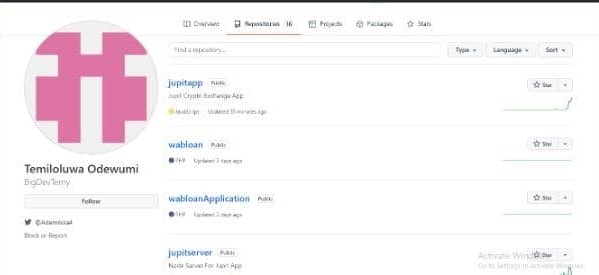 Overview Repositories 16 Projects Packages Stars
Find a repository...
Type
Language
Sort
jupitapp Public
Star
Jupit Crypto Exchange App
JavaScript Updated 35 minutes ago
wabloan Public
Star
PHP Updated 2 days ago
Temiloluwa Odewumi
BigDevTemy
Follow
wabloanApplication Public
Star
PHP Updated 2 days ago
Block or Report
jupitserver Public
Star
Node Server For Jupit App
Activate Windows
Go to Settings to activate Windows.